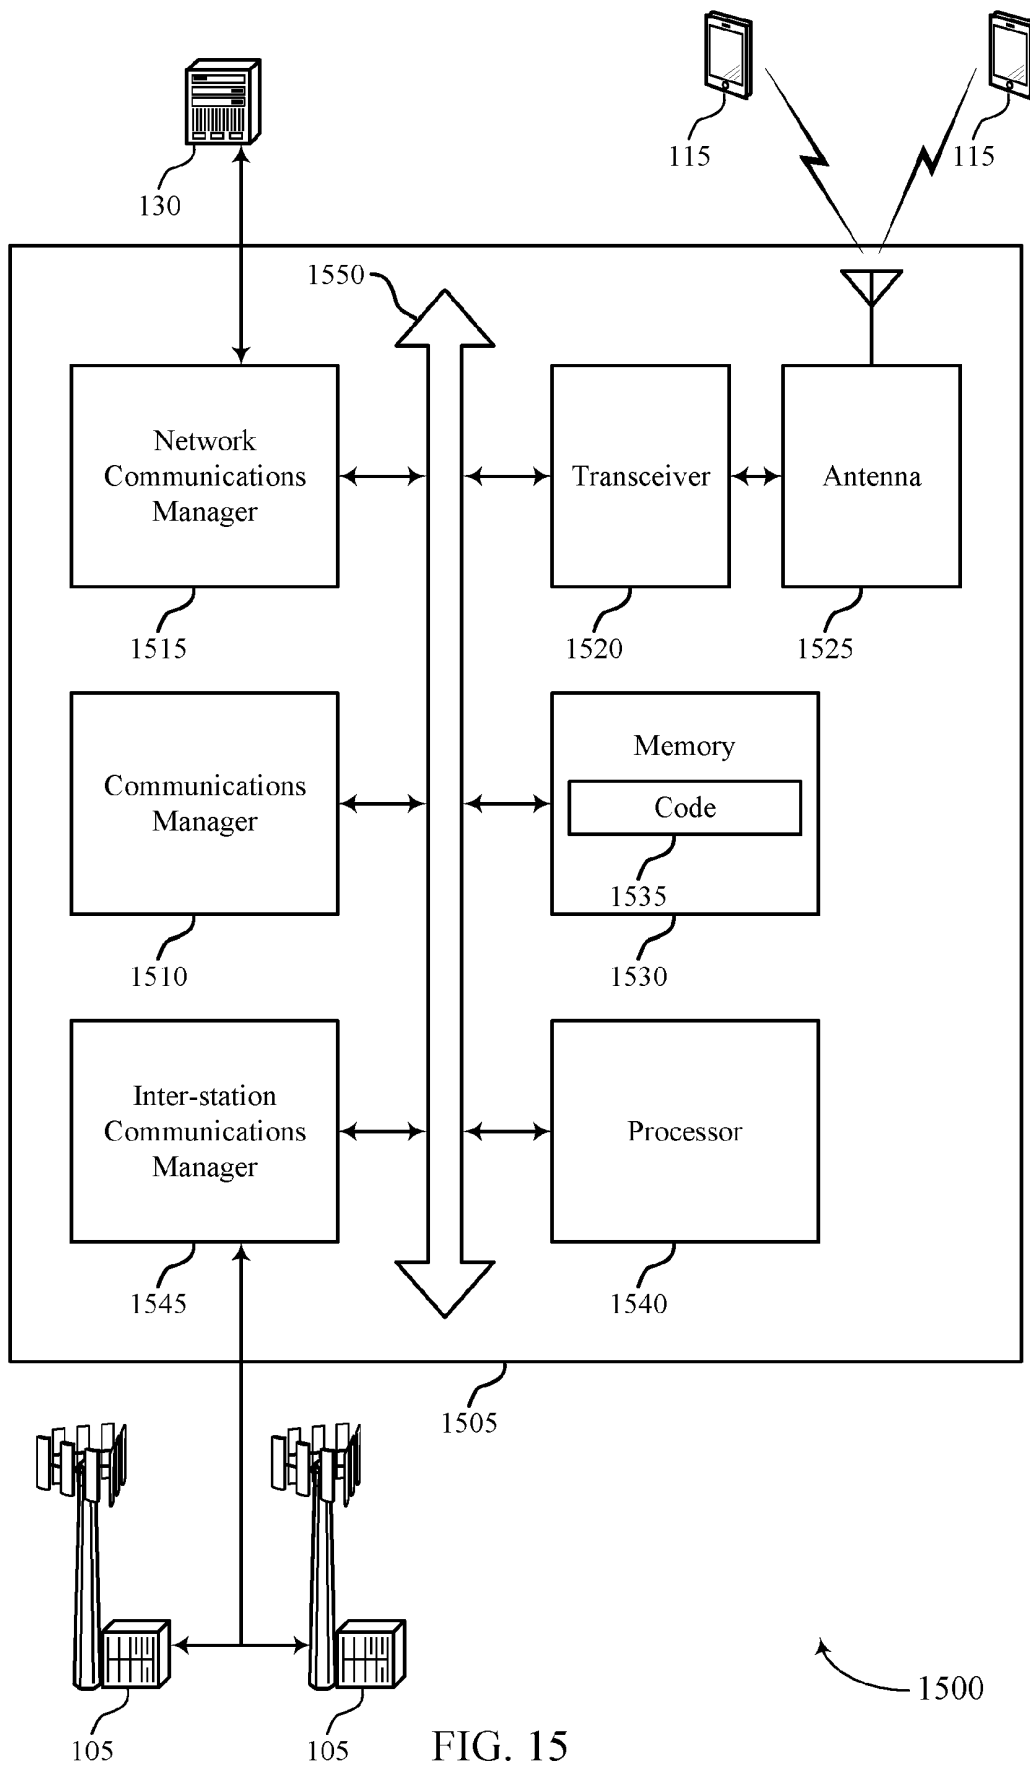 115
115
130
1550
Network
Communications
Manager
Transceiver
Antenna
1515
1520
1525
Communications
Manager
Memory
Code
1535
1510
1530
Inter-station
Communications
Manager
Processor
1545
1540
1505
1500
105
105
FIG. 15